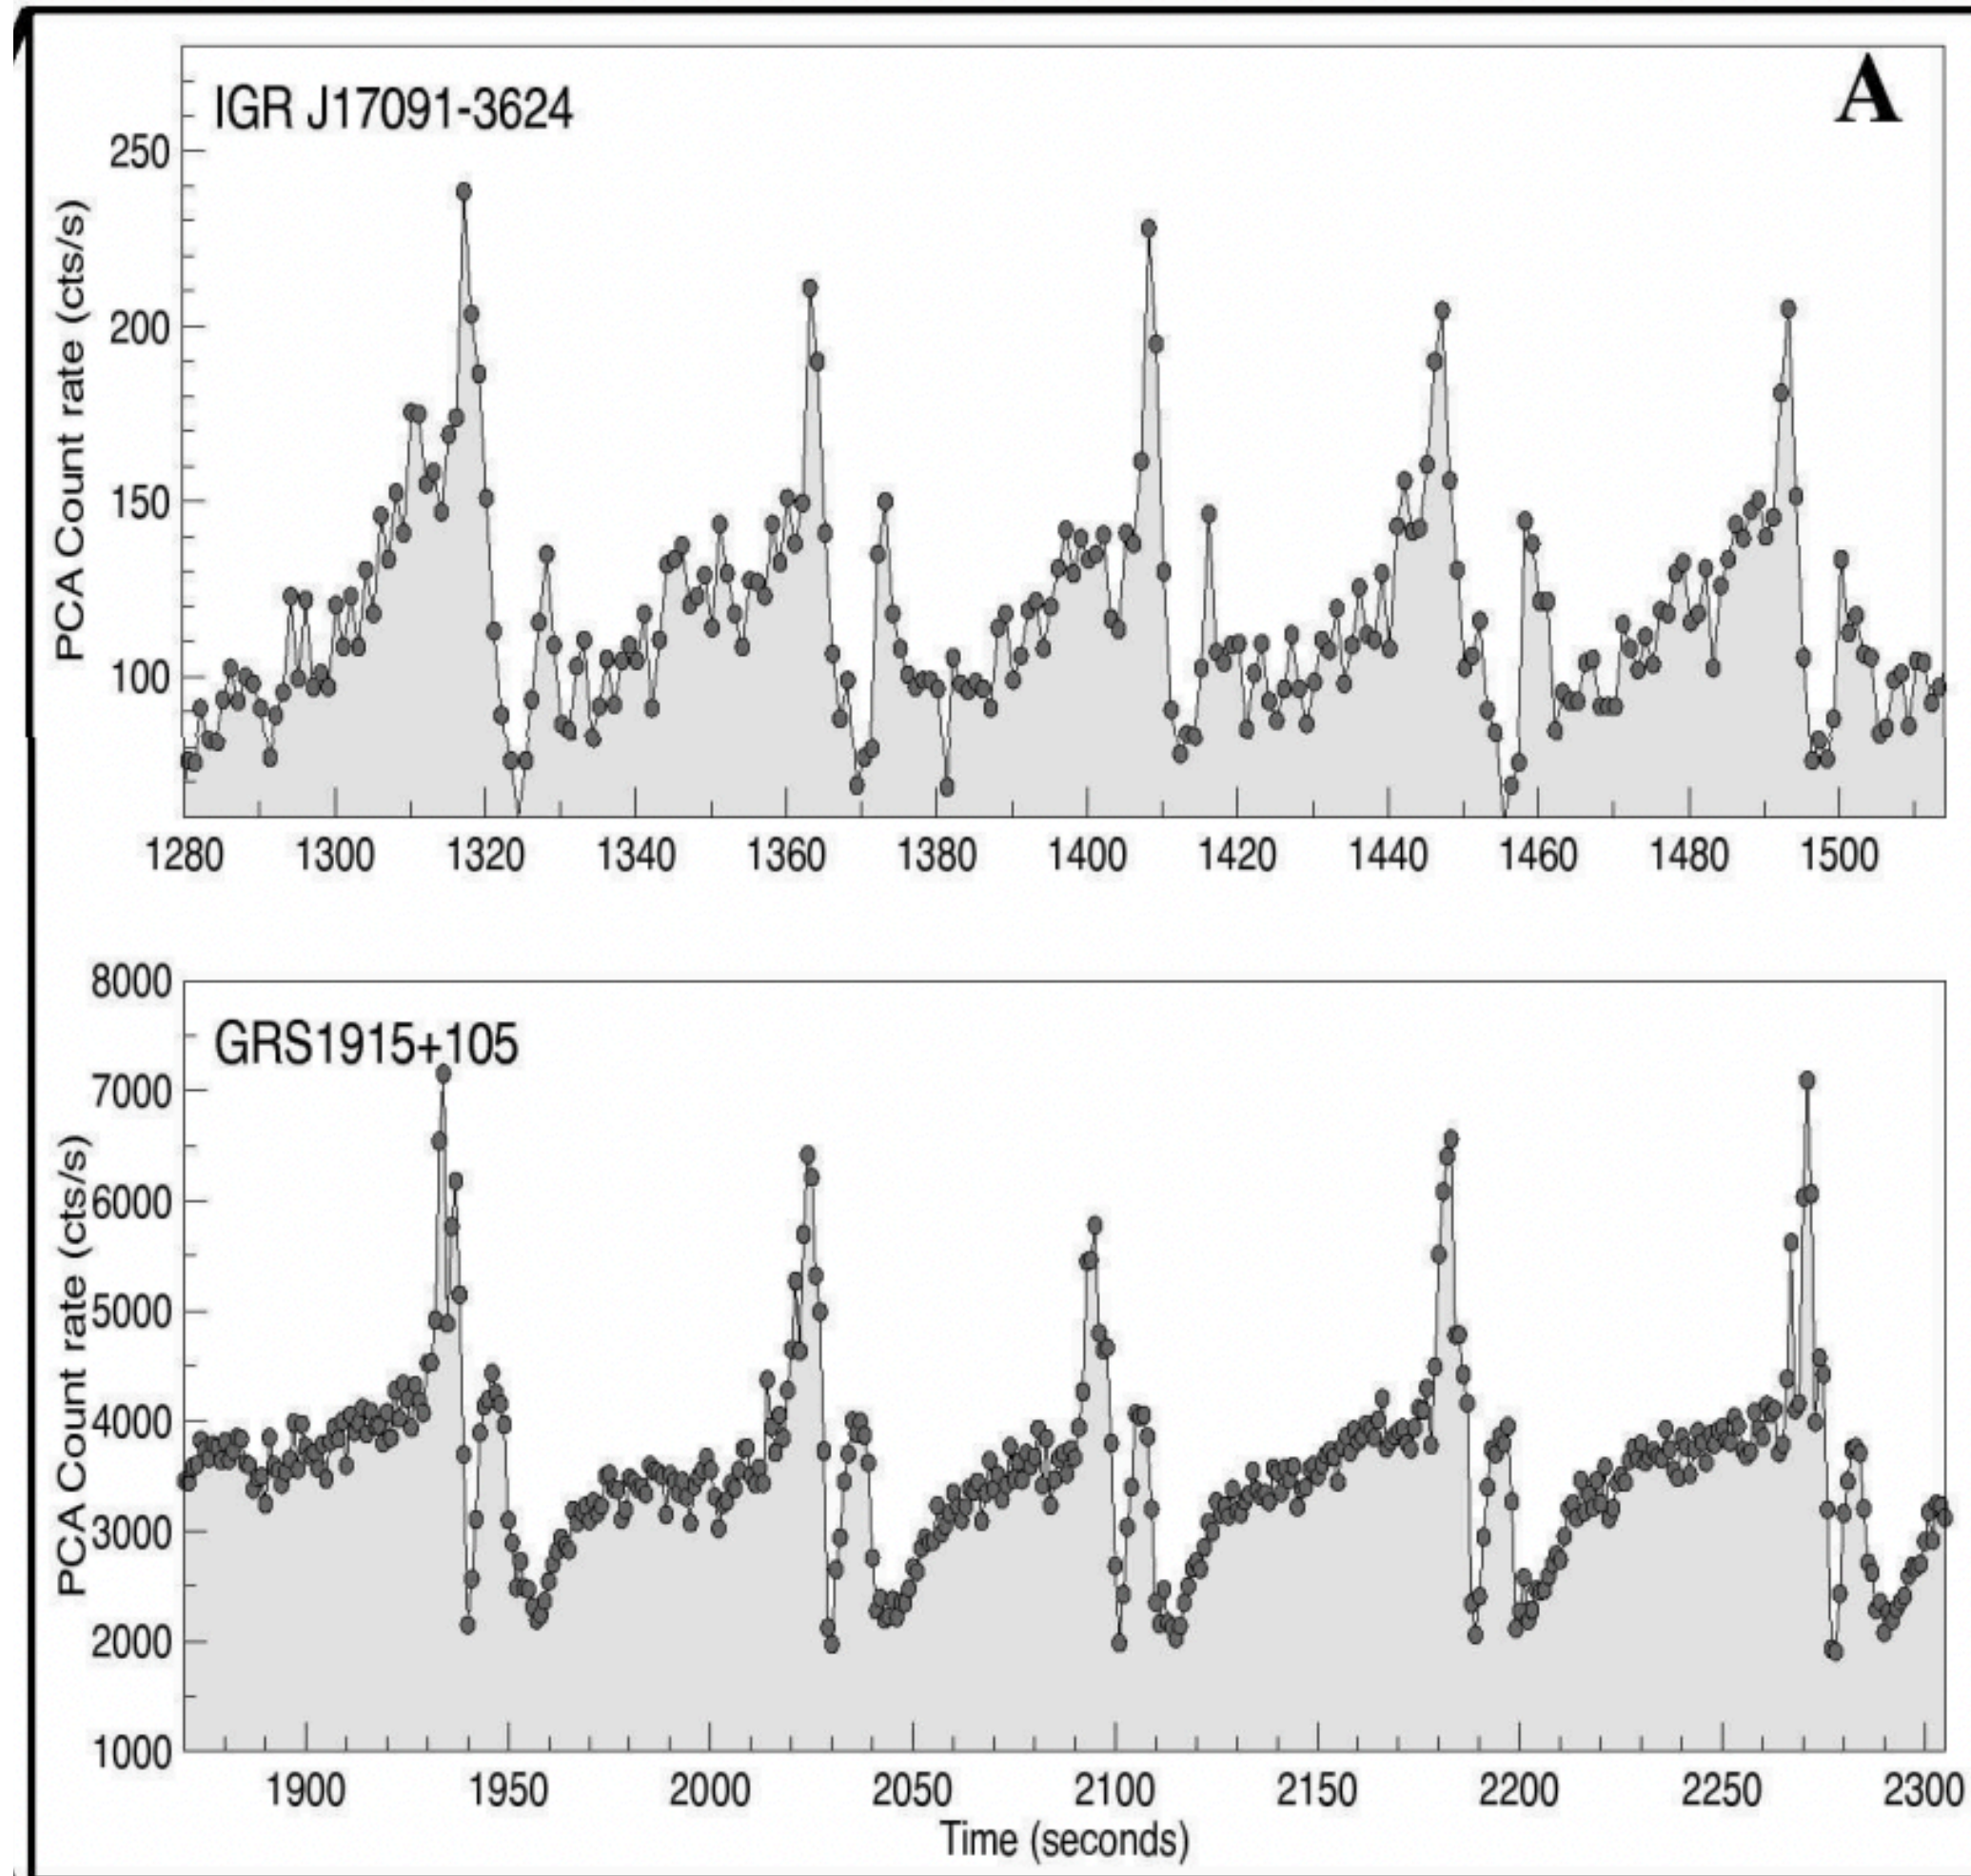 A
IGR J17091-3624
PCA Count rate (cts/s)
250
200
150
100
1280 1300 1320 1340 1360 1380 1400 1420 1440 1460 1480 1500
GRS1915+105
PCA Count rate (cts/s)
8000
7000
6000
5000
4000
3000
2000
1000
1900 1950 2000 2050 2100 2150 2200 2250 2300
Time (seconds)